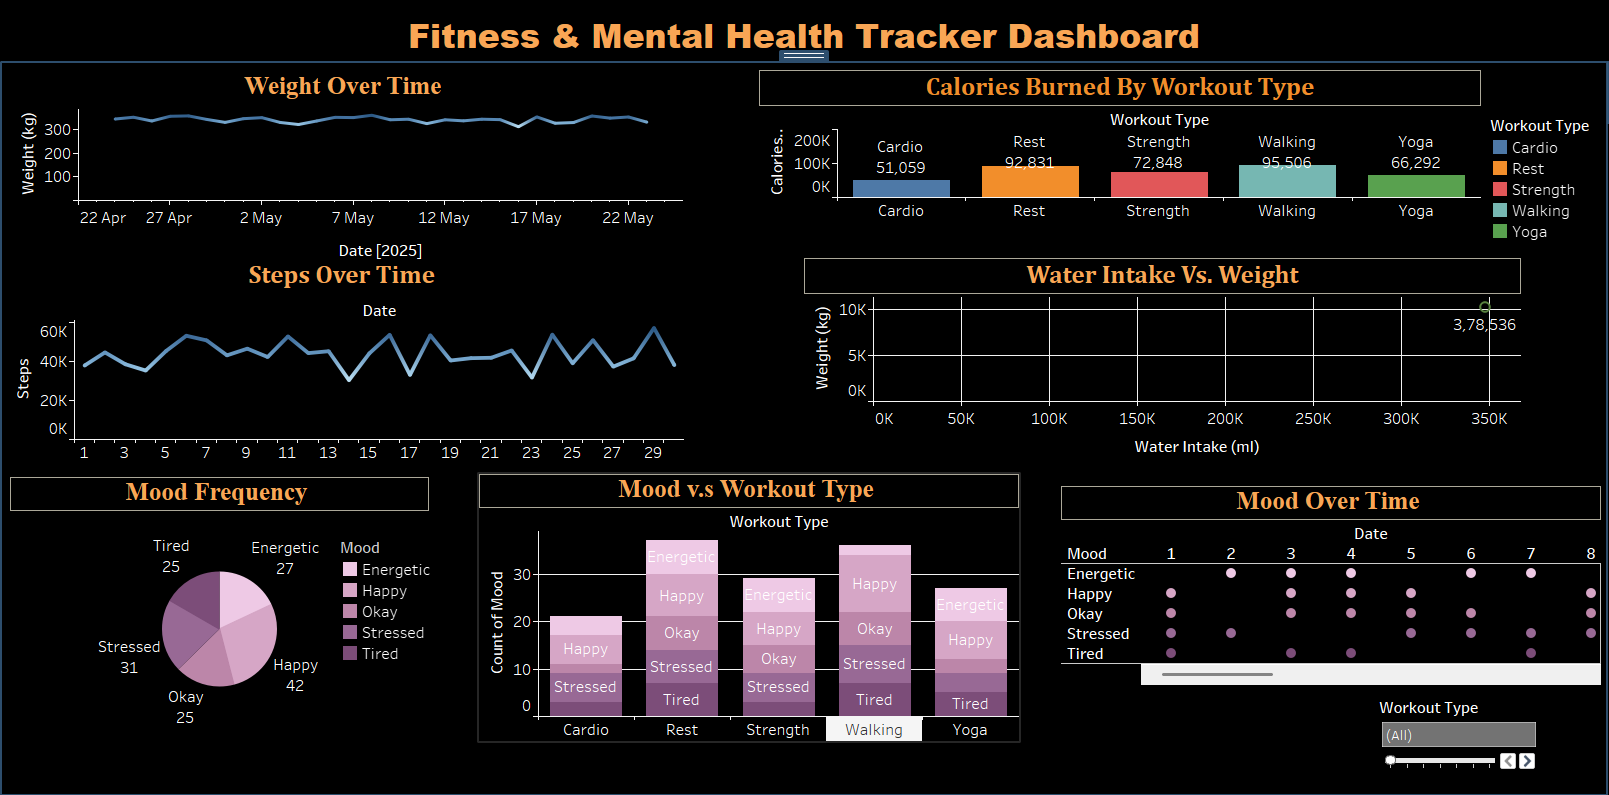 Fitness & Mental Health Tracker Dashboard
Weight Over Time
Weight (kg)
300
200
100
22 Apr 27 Apr 2 May 7 May 12 May 17 May 22 May
Date [2025]
Calories Burned By Workout Type
Workout Type
Calories..
200K
100K
0K
Cardio Rest Strength Walking Yoga
51,059 92,831 72,848 95,506 66,292
Cardio Rest Strength Walking Yoga
Workout Type
Cardio
Rest
Strength
Walking
Yoga
Steps Over Time
Date
Steps
60K
40K
20K
0K
1 3 5 7 9 11 13 15 17 19 21 23 25 27 29
Water Intake Vs. Weight
Weight (kg)
10K
5K
0K
3,78,536
0K 50K 100K 150K 200K 250K 300K 350K
Water Intake (ml)
Mood Frequency
Tired
25
Energetic
27
Stressed
31
Happy
42
Okay
25
Mood
Energetic
Happy
Okay
Stressed
Tired
Mood v.s Workout Type
Workout Type
Count of Mood
30
20
10
0
Happy
Stressed
Energetic
Happy
Okay
Stressed
Tired
Energetic
Happy
Okay
Stressed
Happy
Okay
Stressed
Tired
Energetic
Happy
Tired
Cardio Rest Strength Walking Yoga
Mood Over Time
Date
Mood 1 2 3 4 5 6 7 8
Energetic
Happy
Okay
Stressed
Tired
Workout Type
(All)